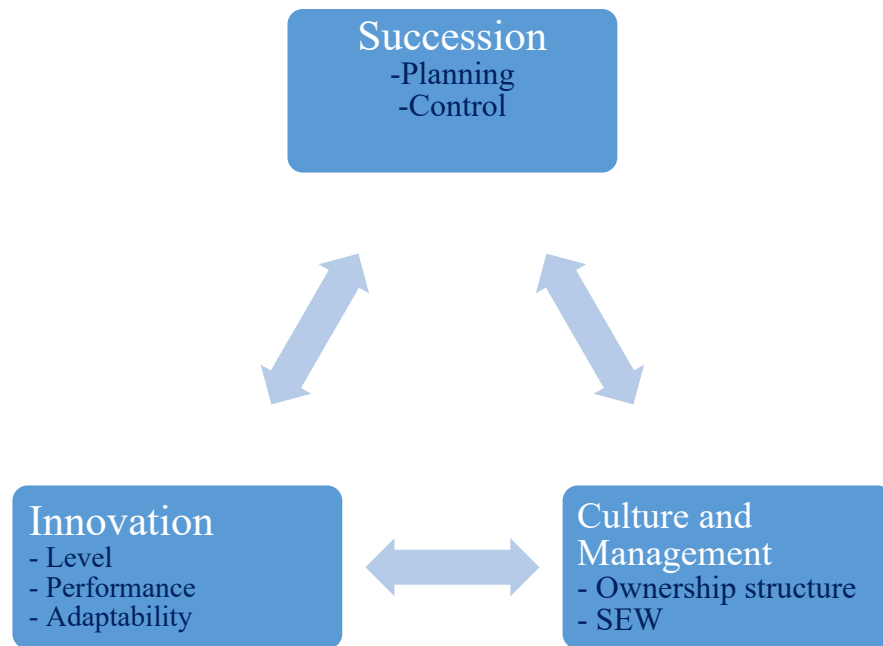 Succession
-Planning
-Control
Innovation
- Level
- Performance
- Adaptability
Culture and
Management
- Ownership structure
- SEW